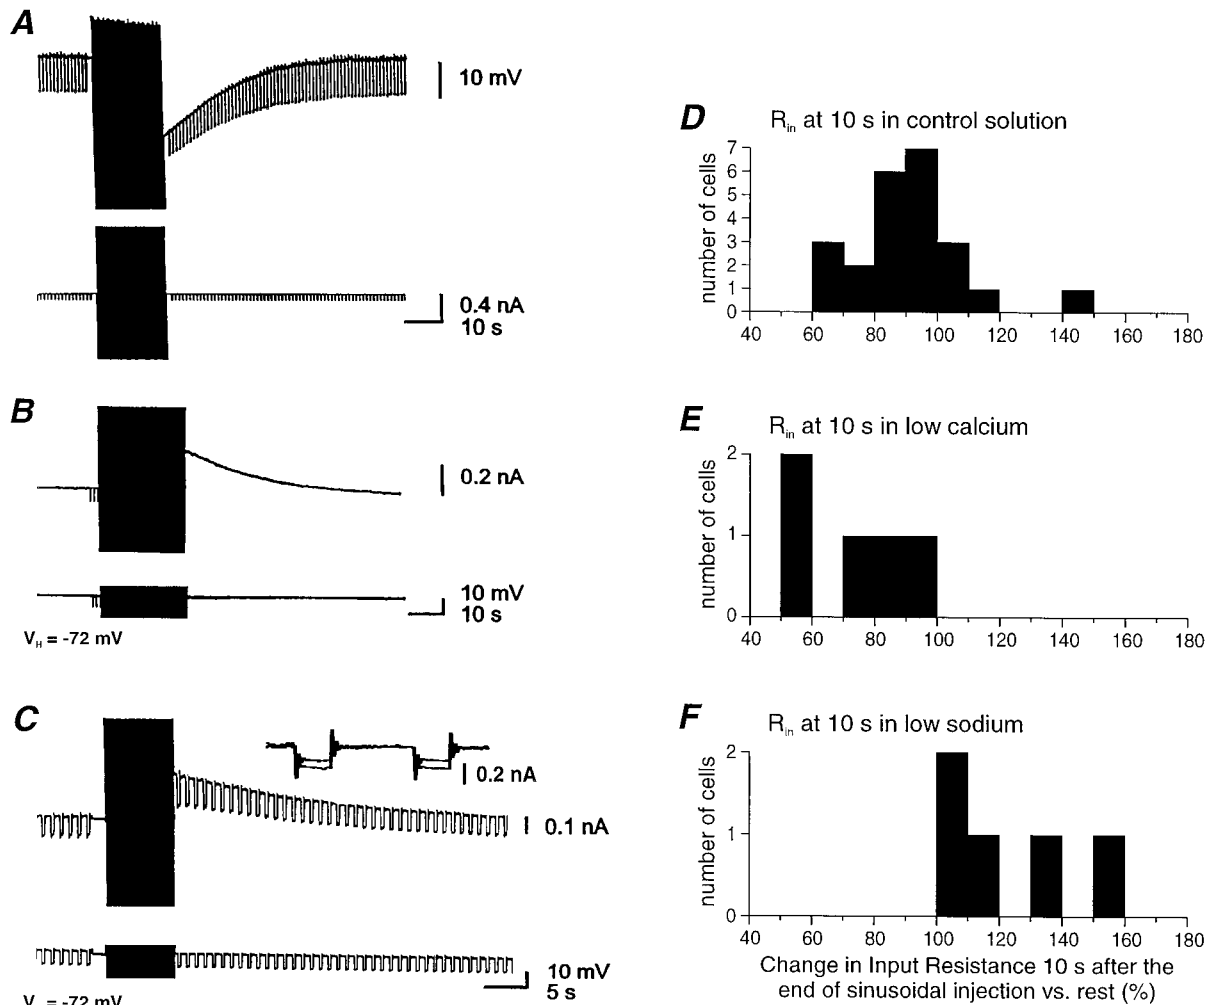 A
10 mV
0.4 nA
10 s
B
0.2 nA
10 mV
10 s
V_H = -72 mV
C
0.2 nA
0.1 nA
10 mV
5 s
= -72 mV
D R_in at 10 s in control solution
number of cells
7
6
5
4
3
2
1
0
40 60 80 100 120 140 160 180
E R_in at 10 s in low calcium
number of cells
2
1
0
40 60 80 100 120 140 160 180
F R_in at 10 s in low sodium
number of cells
2
1
0
40 60 80 100 120 140 160 180
Change in Input Resistance 10 s after the
end of sinusoidal injection vs. rest (%)